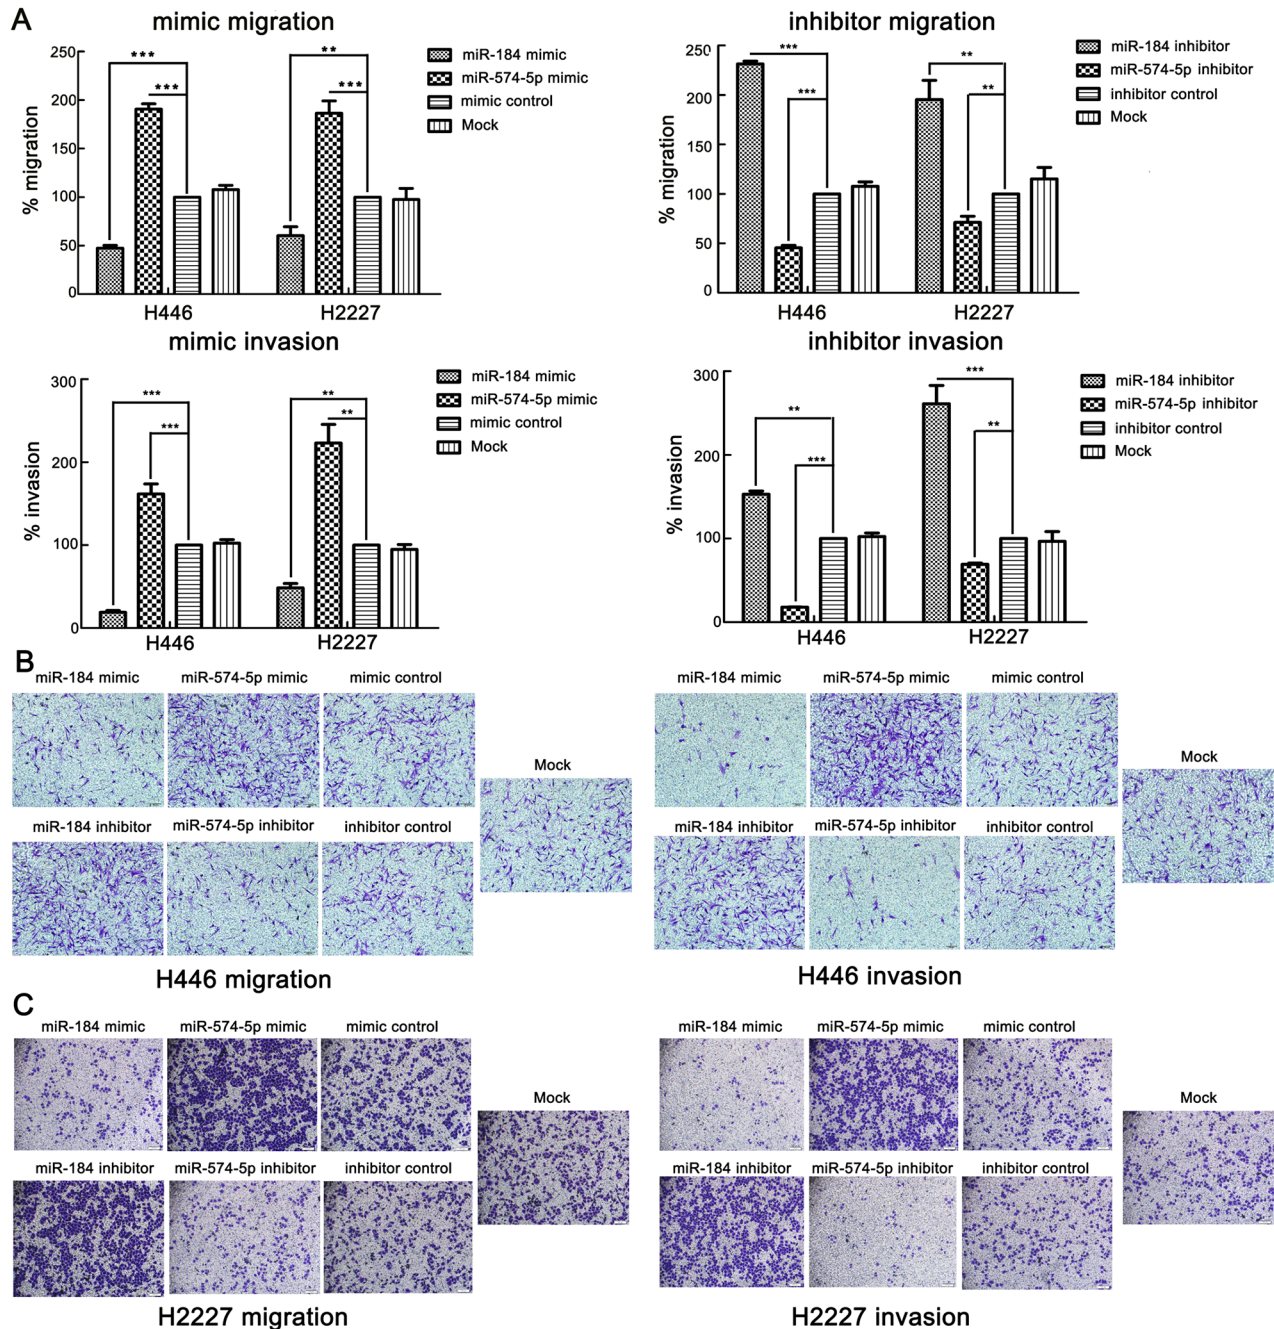 A
mimic migration
% migration
250
200
150
100
50
0
*** *** ** ***
H446 H2227
miR-184 mimic
miR-574-5p mimic
mimic control
Mock
inhibitor migration
% migration
250
200
150
100
50
0
*** *** ** **
H446 H2227
miR-184 inhibitor
miR-574-5p inhibitor
inhibitor control
Mock
mimic invasion
% invasion
300
200
100
0
*** *** ** **
H446 H2227
miR-184 mimic
miR-574-5p mimic
mimic control
Mock
inhibitor invasion
% invasion
300
200
100
0
** *** *** **
H446 H2227
miR-184 inhibitor
miR-574-5p inhibitor
inhibitor control
Mock
B
miR-184 mimic miR-574-5p mimic mimic control
Mock
miR-184 inhibitor miR-574-5p inhibitor inhibitor control
H446 migration
miR-184 mimic miR-574-5p mimic mimic control
Mock
miR-184 inhibitor miR-574-5p inhibitor inhibitor control
H446 invasion
C
miR-184 mimic miR-574-5p mimic mimic control
Mock
miR-184 inhibitor miR-574-5p inhibitor inhibitor control
H2227 migration
miR-184 mimic miR-574-5p mimic mimic control
Mock
miR-184 inhibitor miR-574-5p inhibitor inhibitor control
H2227 invasion